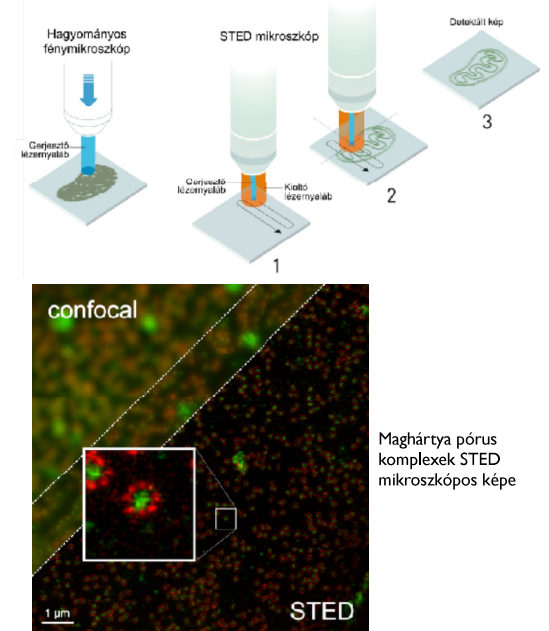 Hagyományos
fénymikroszkóp
Gerjesztő
lézernyaláb
STED mikroszkóp
Gerjesztő
lézernyaláb
Kioltó
lézernyaláb
1
2
Detektált kép
3
confocal
STED
1 µm
Maghártya pórus
komplexek STED
mikroszkópos képe